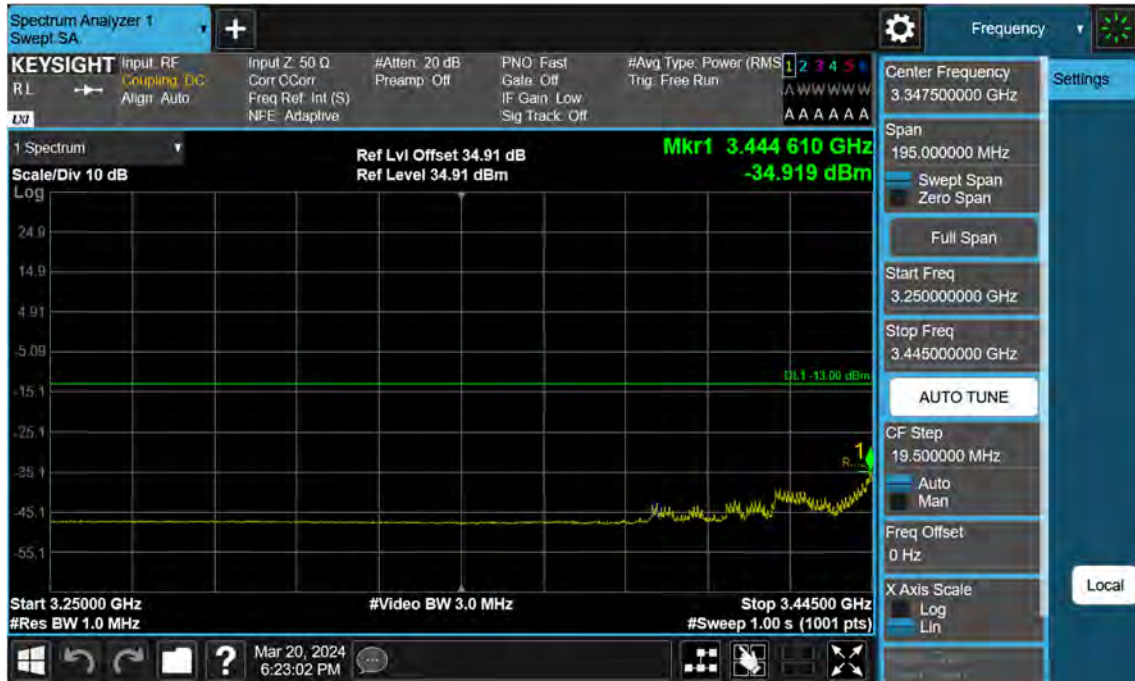 Spectrum Analyzer 1
Swept SA
+
Frequency
KEYSIGHT
RL
LXI
Input: RF
Coupling: DC
Align: Auto
Input Z: 50 Ω
Corr CCorr
Freq Ref: Int (S)
NFE: Adaptive
#Atten: 20 dB
Preamp: Off
PNO: Fast
Gate: Off
IF Gain: Low
Sig Track: Off
#Avg Type: Power (RMS
Trig: Free Run
1 2 3 4 5 6
A W W W W W
A A A A A A
1 Spectrum
Scale/Div 10 dB
Log
Ref Lvl Offset 34.91 dB
Ref Level 34.91 dBm
Mkr1 3.444 610 GHz
-34.919 dBm
24.9
14.9
4.91
-5.09
-15.1
-25.1
-35.1
-45.1
-55.1
DL1 -13.00 dBm
1
Start 3.25000 GHz
#Res BW 1.0 MHz
#Video BW 3.0 MHz
Stop 3.44500 GHz
#Sweep 1.00 s (1001 pts)
?
Mar 20, 2024
6:23:02 PM
Center Frequency
3.347500000 GHz
Span
195.000000 MHz
Swept Span
Zero Span
Full Span
Start Freq
3.250000000 GHz
Stop Freq
3.445000000 GHz
AUTO TUNE
CF Step
19.500000 MHz
Auto
Man
Freq Offset
0 Hz
X Axis Scale
Log
Lin
Settings
Local